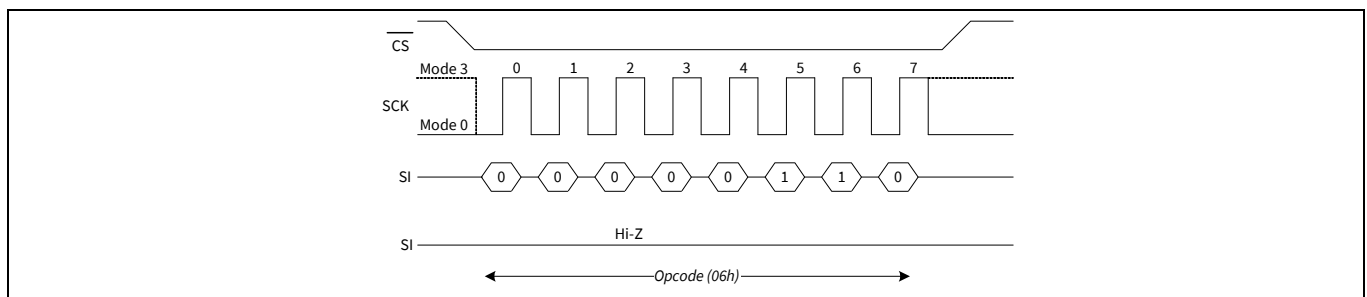 CS
Mode 3 0 1 2 3 4 5 6 7
SCK
Mode 0
SI 0 0 0 0 0 1 1 0
Hi-Z
SI
Opcode (06h)